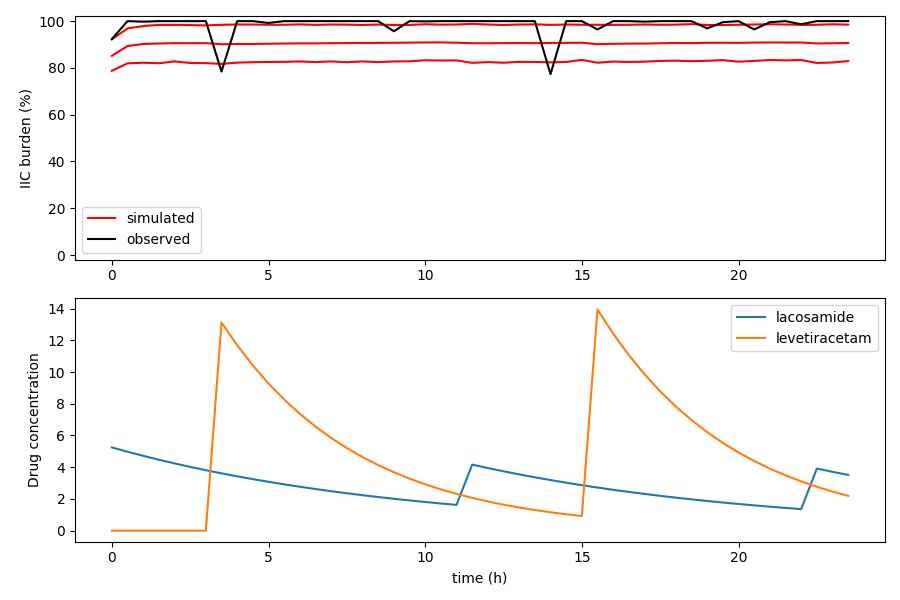 100
80
60
40
20
0
IIC burden (%)
simulated
observed
0 5 10 15 20
14
12
10
8
6
4
2
0
Drug concentration
lacosamide
levetiracetam
0 5 10 15 20
time (h)